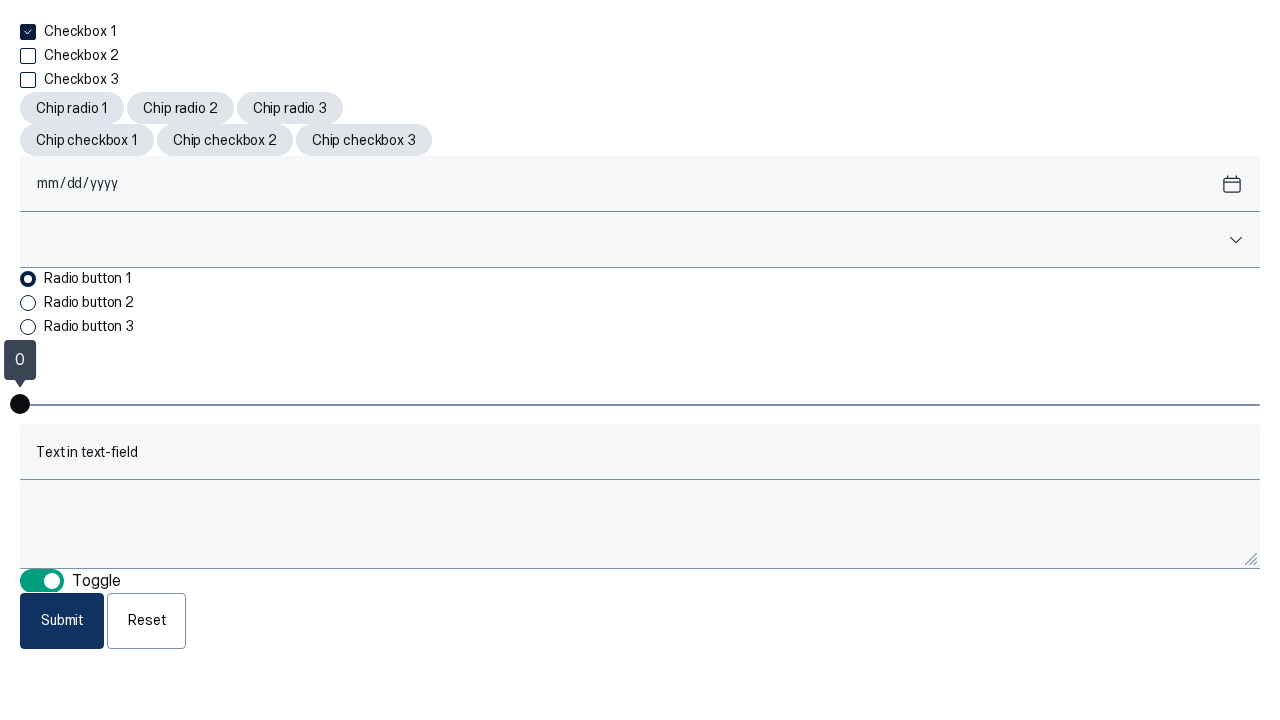 Checkbox 1
Checkbox 2
Checkbox 3
Chip radio 1 Chip radio 2 Chip radio 3
Chip checkbox 1 Chip checkbox 2 Chip checkbox 3
mm/dd/yyyy
Radio button 1
Radio button 2
Radio button 3
0
Text in text-field
Toggle
Submit Reset